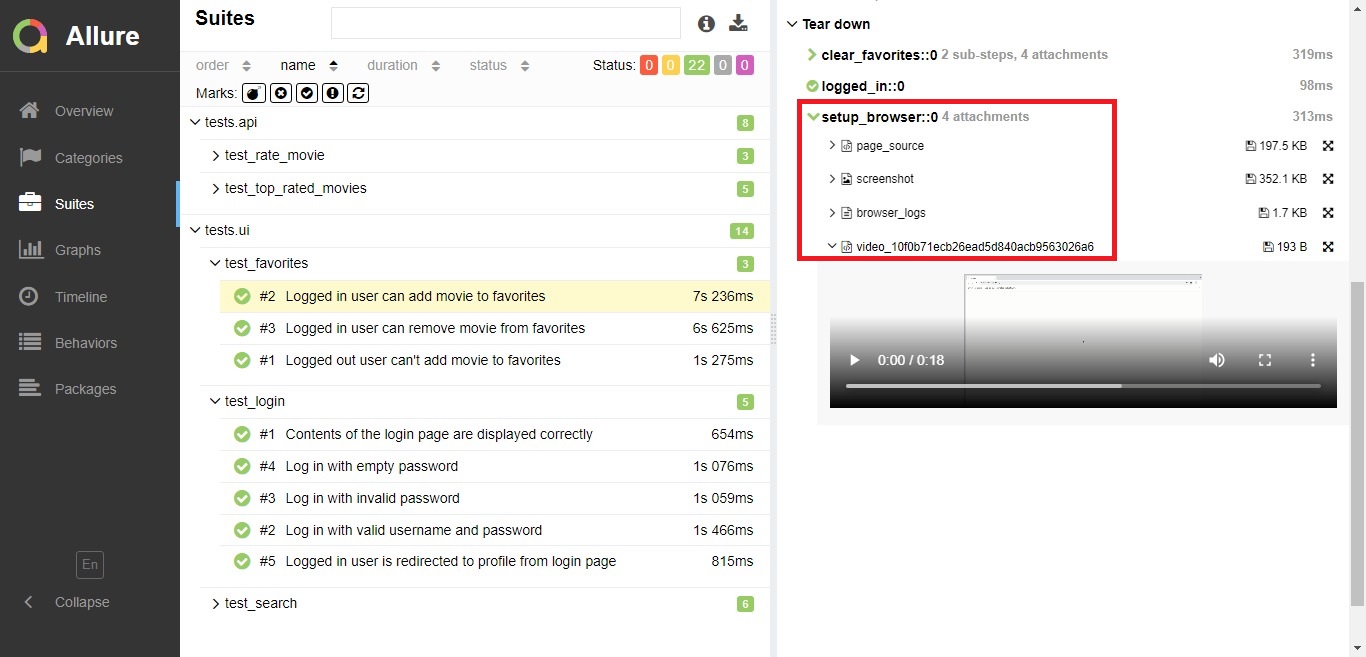 Allure
Overview
Categories
Suites
Graphs
Timeline
Behaviors
Packages
En
Collapse
Suites
order name duration status Status: 0 0 22 0 0
Marks:
tests.api 8
test_rate_movie 3
test_top_rated_movies 5
tests.ui 14
test_favorites 3
#2 Logged in user can add movie to favorites 7s 236ms
#3 Logged in user can remove movie from favorites 6s 625ms
#1 Logged out user can't add movie to favorites 1s 275ms
test_login 5
#1 Contents of the login page are displayed correctly 654ms
#4 Log in with empty password 1s 076ms
#3 Log in with invalid password 1s 059ms
#2 Log in with valid username and password 1s 466ms
#5 Logged in user is redirected to profile from login page 815ms
test_search 6
Tear down
clear_favorites::0 2 sub-steps, 4 attachments 319ms
logged_in::0 98ms
setup_browser::0 4 attachments 313ms
page_source 197.5 KB
screenshot 352.1 KB
browser_logs 1.7 KB
video_10f0b71ecb26ead5d840acb9563026a6 193 B
0:00 / 0:18